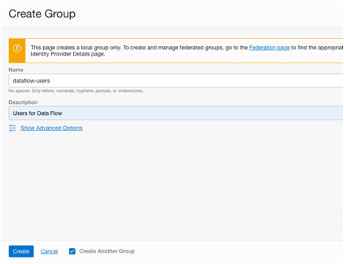 Create Group
This page creates a local group only. To create and manage federated groups, go to the Federation page to find the appropriat
Identity Provider Details page.
Name
dataflow-users
No spaces. Only letters, numerals, hyphens, periods, or underscores.
Description
Users for Data Flow
Show Advanced Options
Create
Cancel
Create Another Group